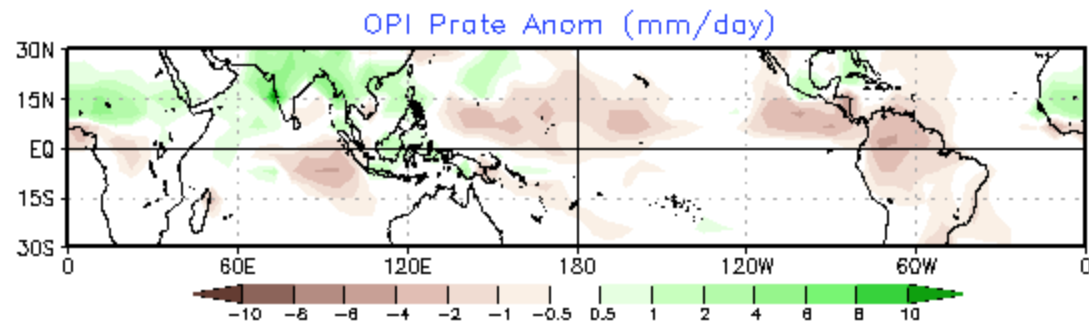 OPI Prate Anom (mm/day)
30N
15N
EQ
15S
30S
0 60E 120E 180 120W 60W 0
-10 -8 -6 -4 -2 -1 -0.5 0.5 1 2 4 6 8 10